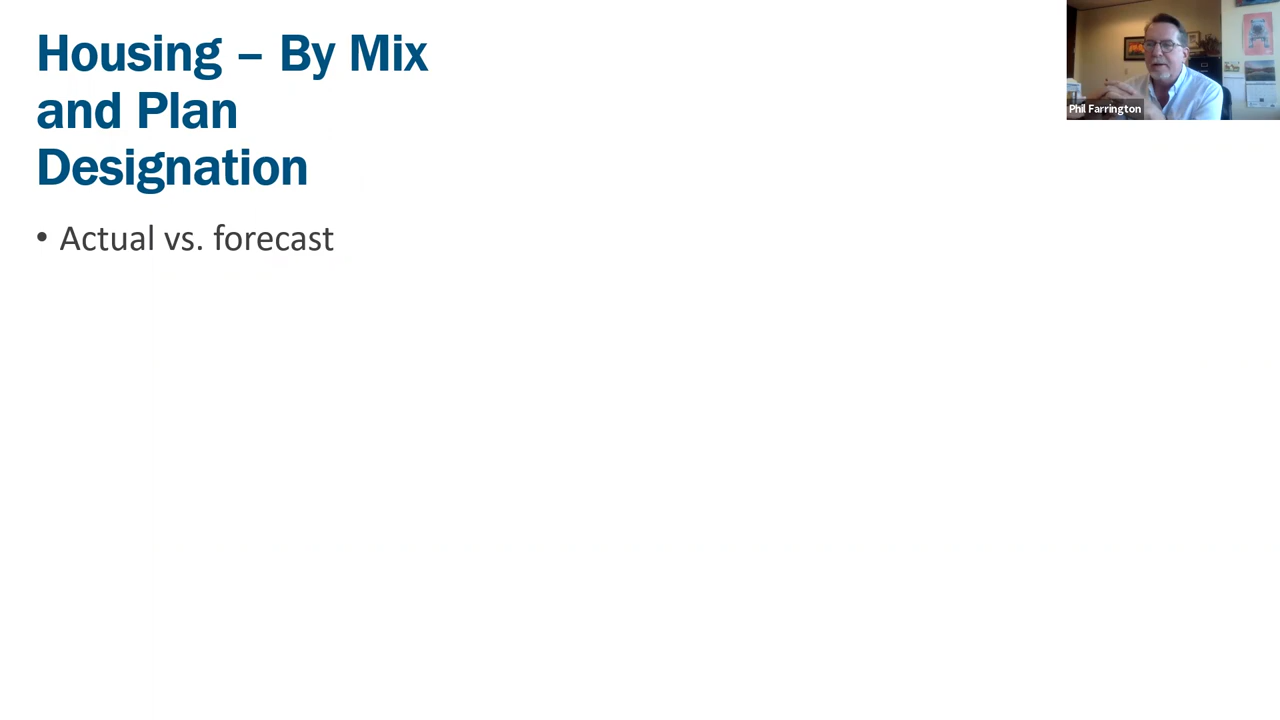 Housing – By Mix
and Plan
Designation
• Actual vs. forecast
Phil Farrington